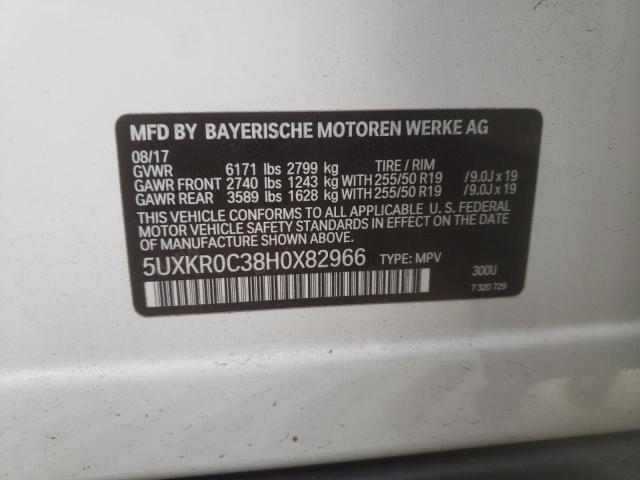 MFD BY BAYERISCHE MOTOREN WERKE AG
08/17
GVWR 6171 lbs 2799 kg TIRE / RIM
GAWR FRONT 2740 lbs 1243 kg WITH 255/50 R19 /9.0J x 19
GAWR REAR 3589 lbs 1628 kg WITH 255/50 R19 /9.0J x 19
THIS VEHICLE CONFORMS TO ALL APPLICABLE U.S. FEDERAL
MOTOR VEHICLE SAFETY STANDARDS IN EFFECT ON THE DATE
OF MANUFACTURE SHOWN ABOVE.
5UXKR0C38H0X82966 TYPE: MPV
300U
7 320 729